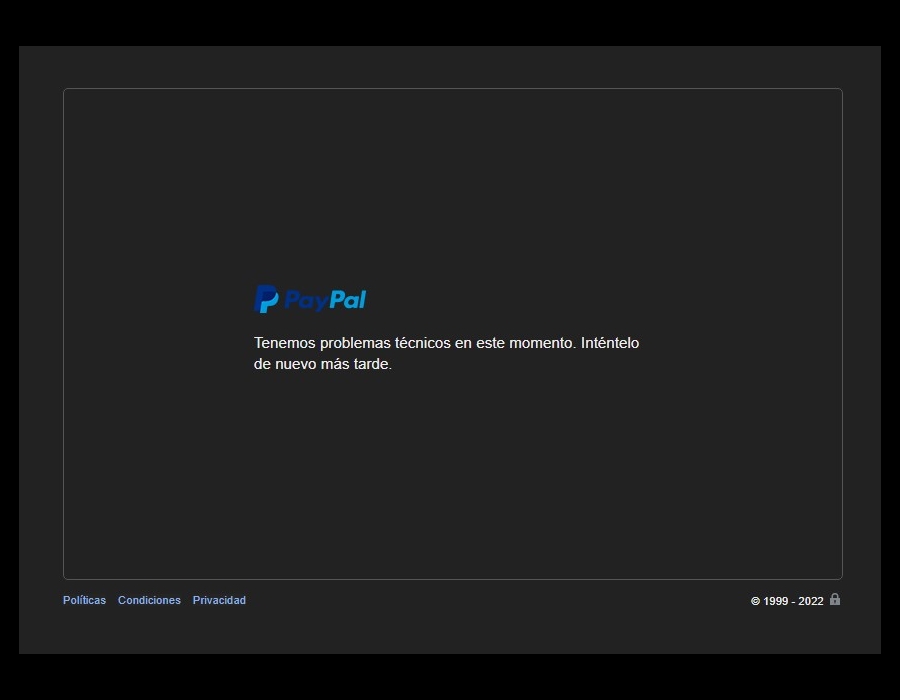 PayPal
Tenemos problemas técnicos en este momento. Inténtelo
de nuevo más tarde.
Políticas Condiciones Privacidad © 1999 - 2022